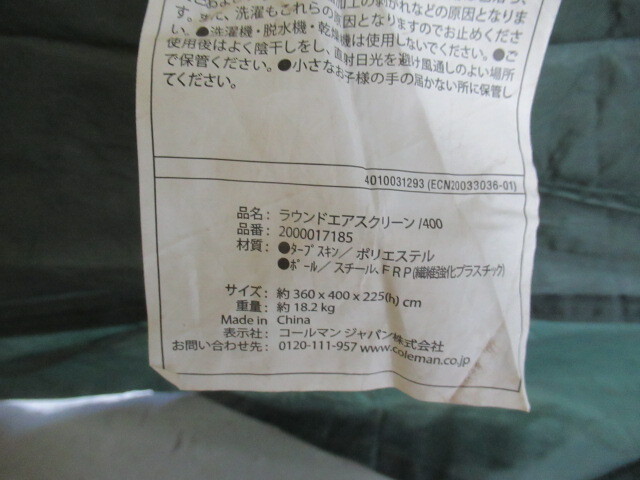 加工の剥がれなどの原因となりま
す。また、洗濯もこれらの原因となりますのでお止めくださ
い。●洗濯機・脱水機・乾燥機は使用しないでください。●ご
使用後はよく陰干しをし、直射日光を避け風通しのよい場所
で保管ください。●小さなお子様の手の届かない所に保管し
てください。
4010031293 (ECN20033036-01)
品名： ラウンドエアスクリーン /400
品番： 2000017185
材質： ●タープスキン／ ポリエステル
●ポール／ スチール、FRP(繊維強化プラスチック)
サイズ： 約 360 x 400 x 225(h) cm
重量： 約 18.2 kg
Made in China
表示社： コールマン ジャパン株式会社
お問い合わせ先： 0120-111-957 www.coleman.co.jp